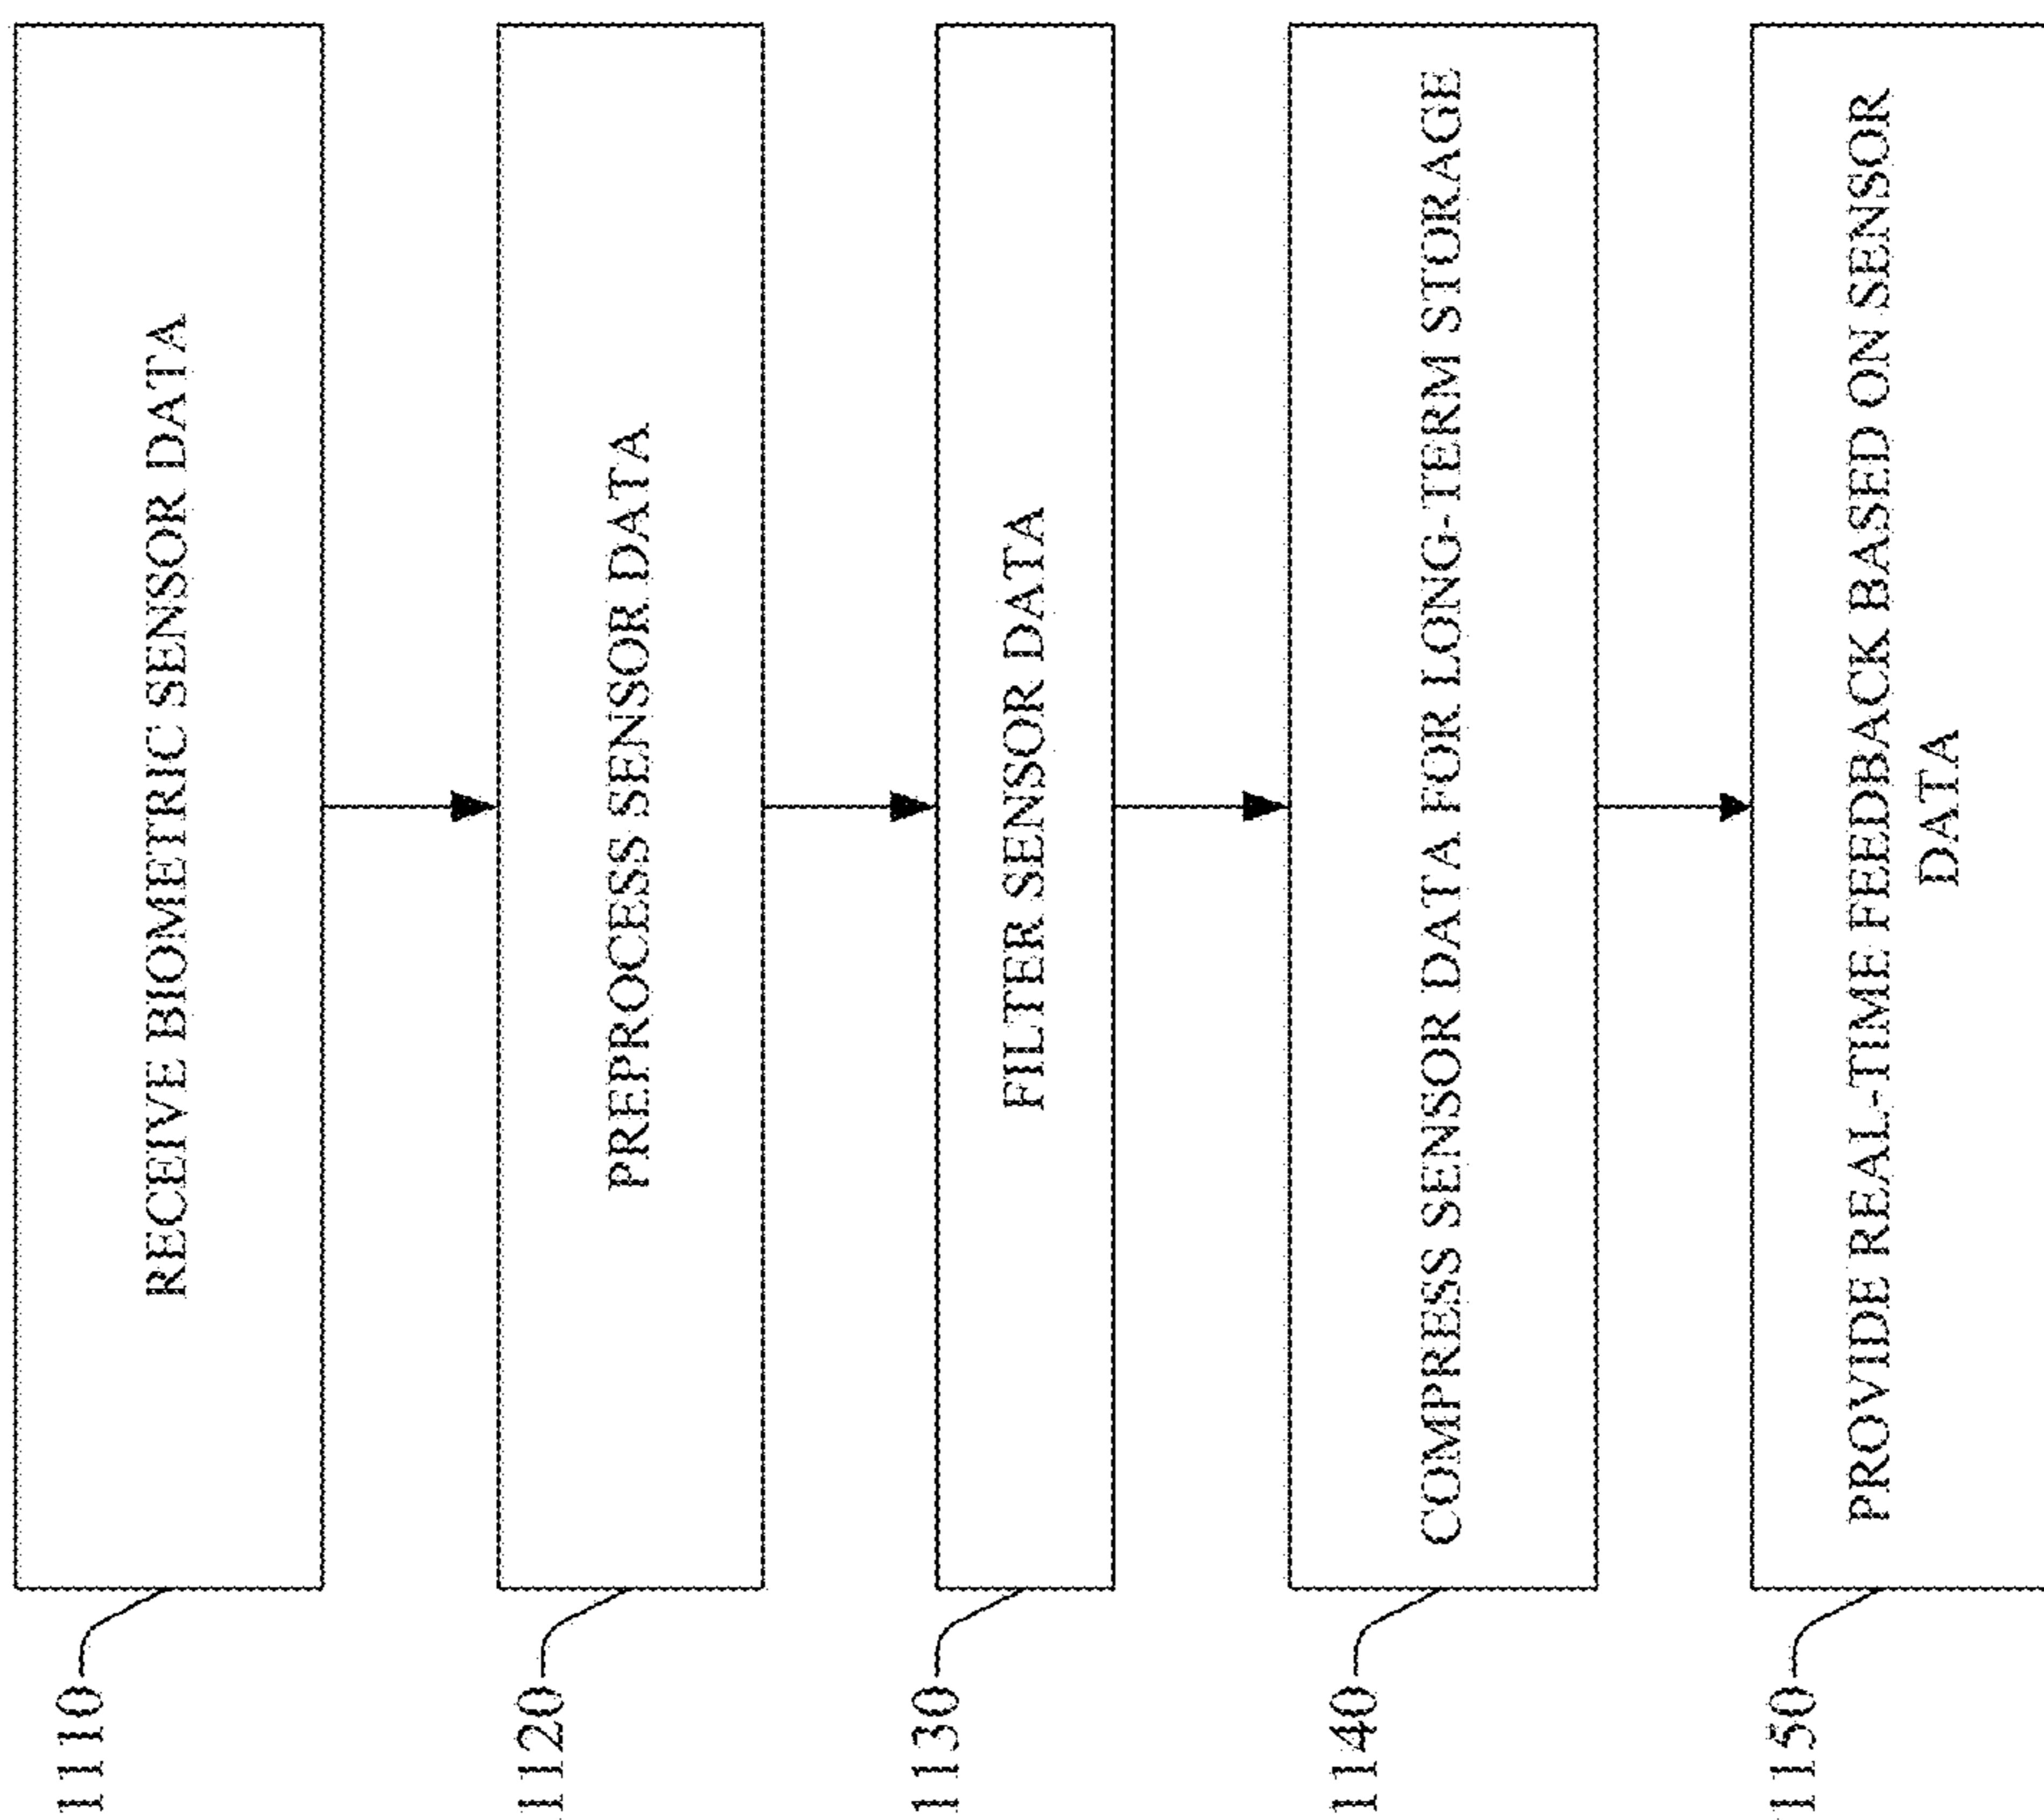 1110
RECEIVE BIOMETRIC SENSOR DATA
1120
PREPROCESS SENSOR DATA
1130
FILTER SENSOR DATA
1140
COMPRESS SENSOR DATA FOR LONG-TERM STORAGE
1150
PROVIDE REAL-TIME FEEDBACK BASED ON SENSOR
DATA